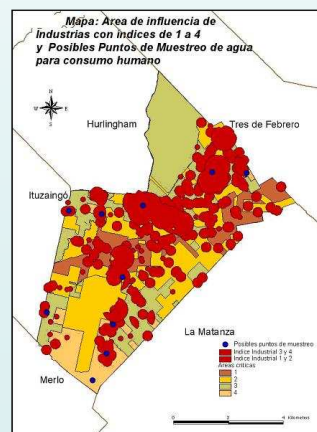 Mapa: Area de influencia de
Industrias con indices de 1 a 4
y Posibles Puntos de Muestreo de agua
para consumo humano
Hurlingham
Tres de Febrero
Ituzaingó
La Matanza
Merlo
Posibles puntos de muestreo
Indice Industrial 3 y 4
Indice Industrial 1 y 2
Areas criticas
1
2
3
4
0 2 4 Kilometers